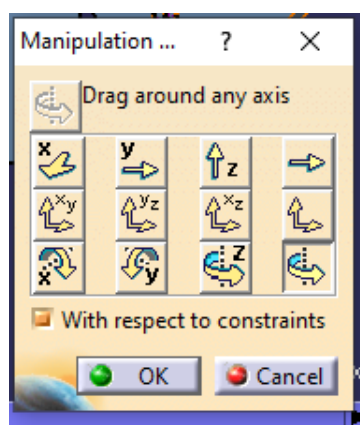 Manipulation ... ? X
Drag around any axis
x y z
xy yz xz
x y z
With respect to constraints
OK Cancel